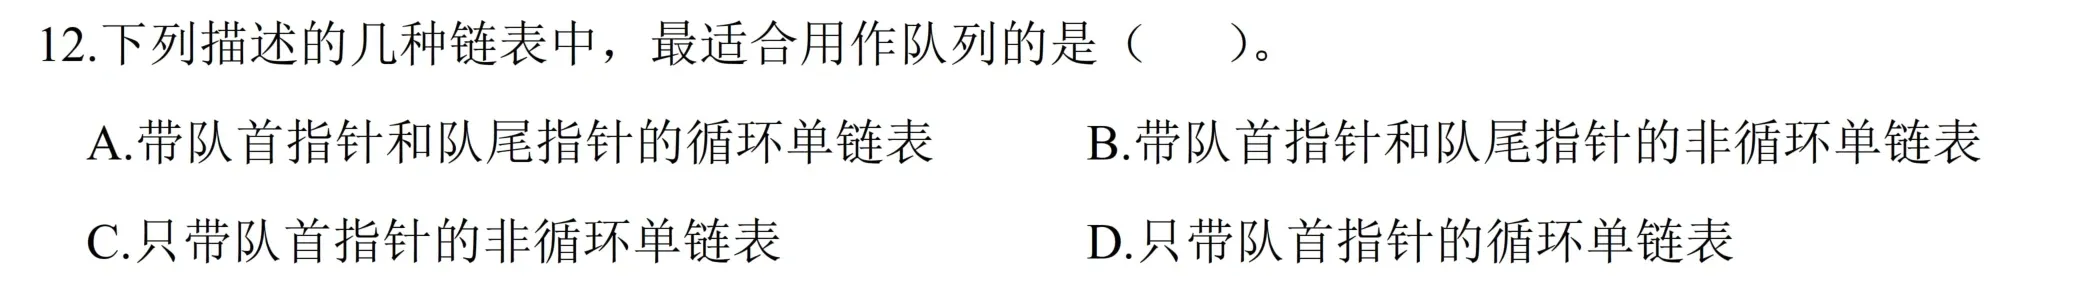 12.下列描述的几种链表中，最适合用作队列的是（    ）。
A.带队首指针和队尾指针的循环单链表    B.带队首指针和队尾指针的非循环单链表
C.只带队首指针的非循环单链表    D.只带队首指针的循环单链表